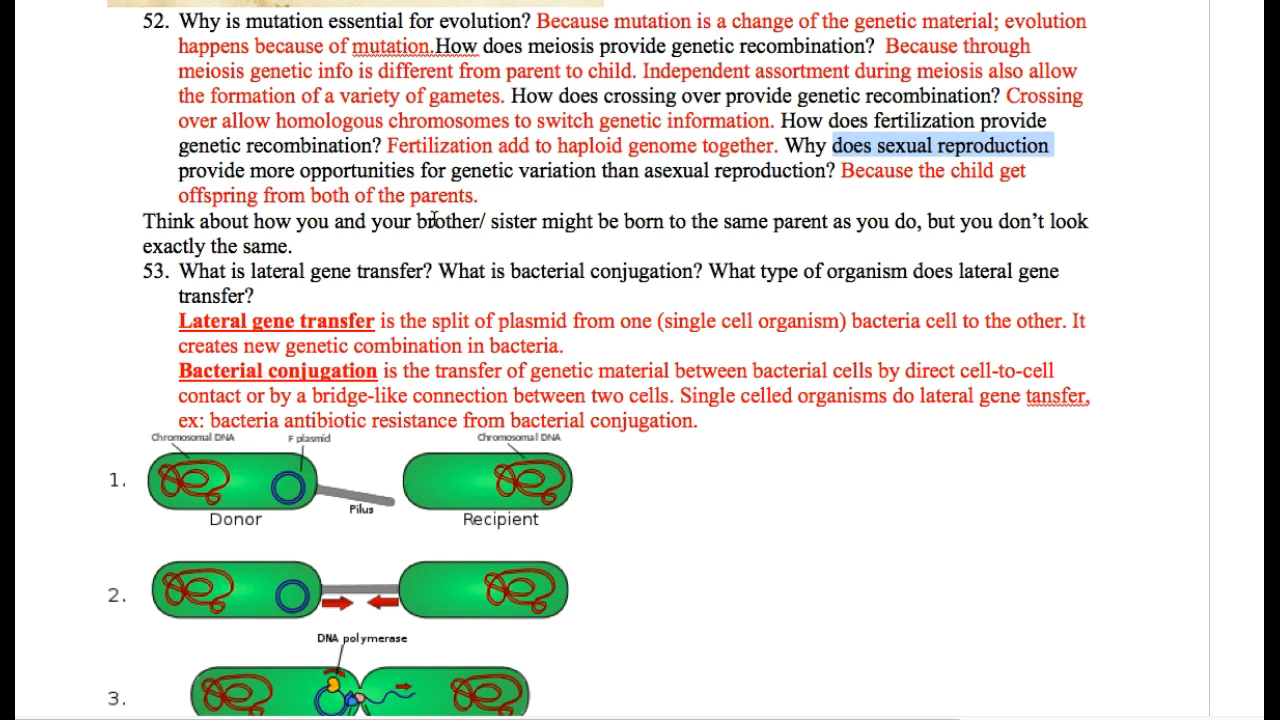 52. Why is mutation essential for evolution? Because mutation is a change of the genetic material; evolution
happens because of mutation.How does meiosis provide genetic recombination? Because through
meiosis genetic info is different from parent to child. Independent assortment during meiosis also allow
the formation of a variety of gametes. How does crossing over provide genetic recombination? Crossing
over allow homologous chromosomes to switch genetic information. How does fertilization provide
genetic recombination? Fertilization add to haploid genome together. Why does sexual reproduction
provide more opportunities for genetic variation than asexual reproduction? Because the child get
offspring from both of the parents.
Think about how you and your brother/ sister might be born to the same parent as you do, but you don’t look
exactly the same.
53. What is lateral gene transfer? What is bacterial conjugation? What type of organism does lateral gene
transfer?
Lateral gene transfer is the split of plasmid from one (single cell organism) bacteria cell to the other. It
creates new genetic combination in bacteria.
Bacterial conjugation is the transfer of genetic material between bacterial cells by direct cell-to-cell
contact or by a bridge-like connection between two cells. Single celled organisms do lateral gene tansfer,
ex: bacteria antibiotic resistance from bacterial conjugation.
Chromosomal DNA F plasmid Chromosomal DNA
1.
Pilus
Donor Recipient
2.
DNA polymerase
3.